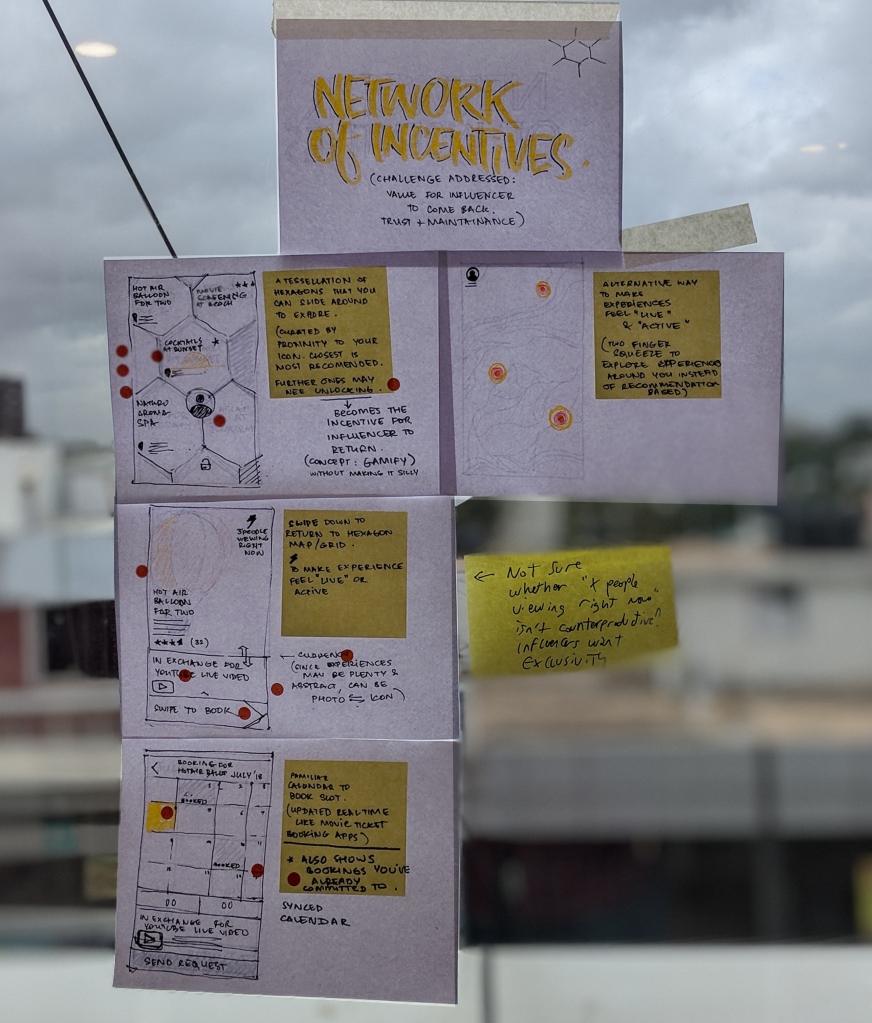 NETWORK
OF INCENTIVES.
(CHALLENGE ADDRESSED:
VALUE FOR INFLUENCER
TO COME BACK.
TRUST + MAINTAINANCE)
HOT AIR
BALLOON
FOR TWO
MOVIE
SCREENING
AT BEACH
COCKTAILS
AT SUNSET
NATURO
AROMA
SPA
A TESSELLATION OF
HEXAGONS THAT YOU
CAN SLIDE AROUND
TO EXPLORE.
(CURATED BY
PROXIMITY TO YOUR
ICON. CLOSEST IS
MOST RECOMENDED.
FURTHER ONES MAY
NEED UNLOCKING.
BECOMES THE
INCENTIVE FOR
INFLUENCER TO
RETURN.
(CONCEPT: GAMIFY)
WITHOUT MAKING IT SILLY
ALTERNATIVE WAY
TO MAKE
EXPERIENCES
FEEL "LIVE"
& "ACTIVE"
(TWO FINGER
SQUEEZE TO
EXPLORE EXPERIENCES
AROUND YOU INSTEAD
OF RECOMMENDATION
BASED)
3 PEOPLE
VIEWING
RIGHT
NOW
HOT AIR
BALLOON
FOR TWO
(32)
IN EXCHANGE FOR
YOUTUBE LIVE VIDEO
SWIPE TO BOOK
SWIPE DOWN TO
RETURN TO HEXAGON
MAP/GRID.
TO MAKE EXPERIENCE
FEEL "LIVE" OR
ACTIVE
(SINCE EXPERIENCES
MAY BE PLENTY &
ABSTRACT, CAN BE
PHOTO ⇆ ICON)
← Not sure
whether "x people
viewing right now"
isn't counterproductive?
Influencers want
exclusivity
BOOKING FOR
HOT AIR BALLO JULY '18
BOOKED
BOOKED
IN EXCHANGE FOR
YOUTUBE LIVE VIDEO
SEND REQUEST
FAMILIAR
CALENDAR TO
BOOK SLOT.
(UPDATED REALTIME
LIKE MOVIE TICKET
BOOKING APPS)
* ALSO SHOWS
BOOKINGS YOU'VE
ALREADY
COMMITTED TO.
SYNCED
CALENDAR